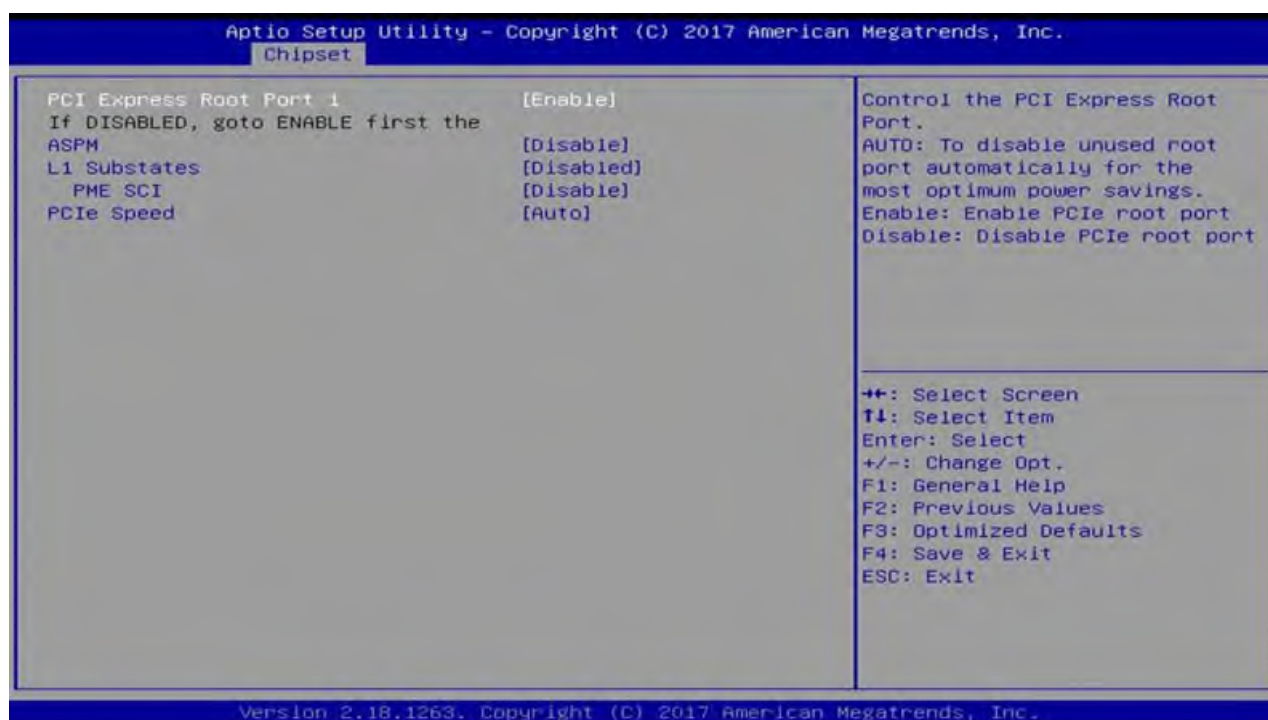 Aptio Setup Utility – Copyright (C) 2017 American Megatrends, Inc.
Chipset
PCI Express Root Port 1 [Enable]
If DISABLED, goto ENABLE first the
ASPM [Disable]
L1 Substates [Disabled]
PME SCI [Disable]
PCIe Speed [Auto]
Control the PCI Express Root
Port.
AUTO: To disable unused root
port automatically for the
most optimum power savings.
Enable: Enable PCIe root port
Disable: Disable PCIe root port
→←: Select Screen
↑↓: Select Item
Enter: Select
+/-: Change Opt.
F1: General Help
F2: Previous Values
F3: Optimized Defaults
F4: Save & Exit
ESC: Exit
Version 2.18.1263. Copyright (C) 2017 American Megatrends, Inc.